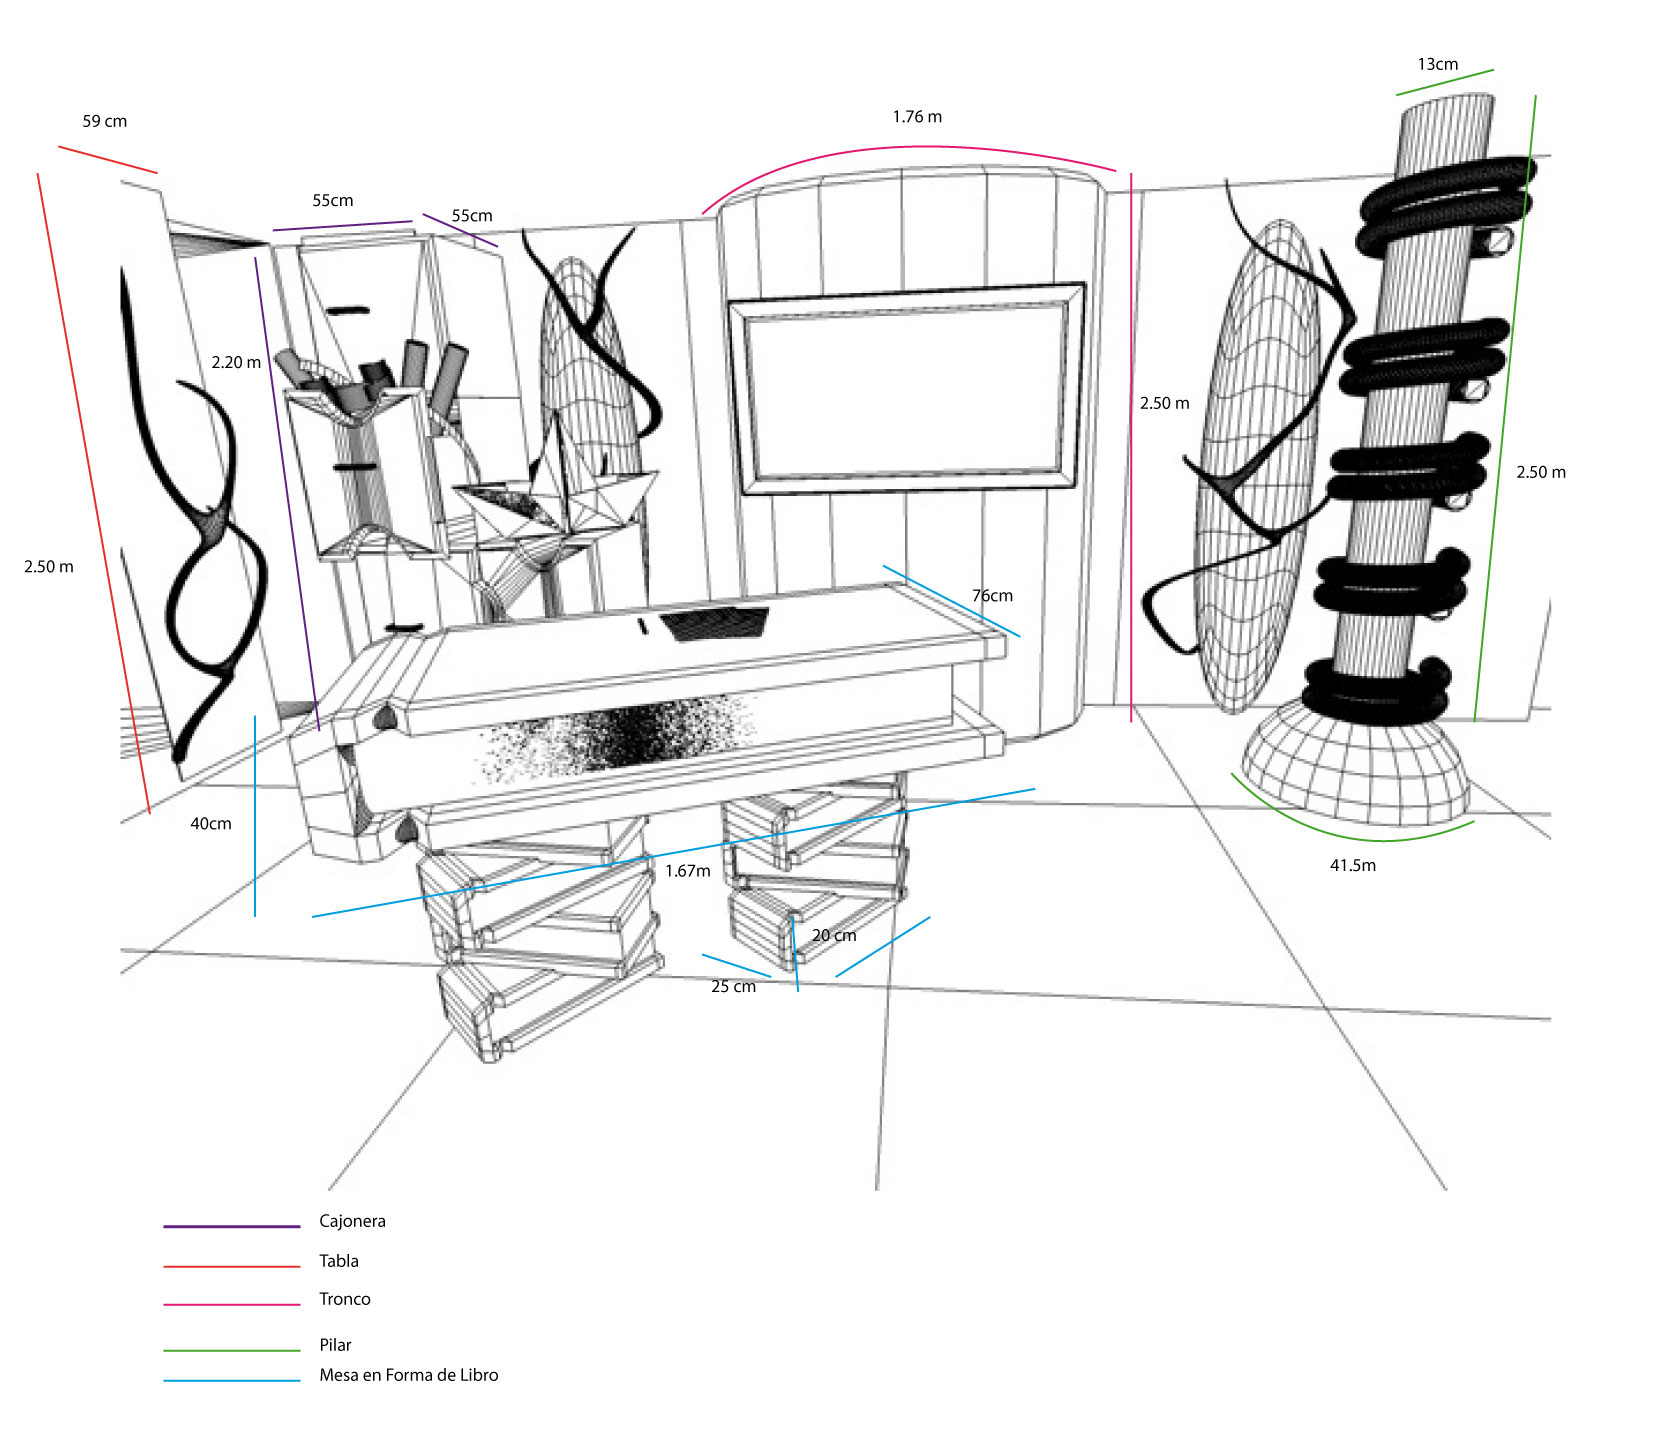 13cm
59 cm
1.76 m
55cm
55cm
2.20 m
2.50 m
2.50 m
2.50 m
76cm
40cm
1.67m
41.5m
20 cm
25 cm
Cajonera
Tabla
Tronco
Pilar
Mesa en Forma de Libro